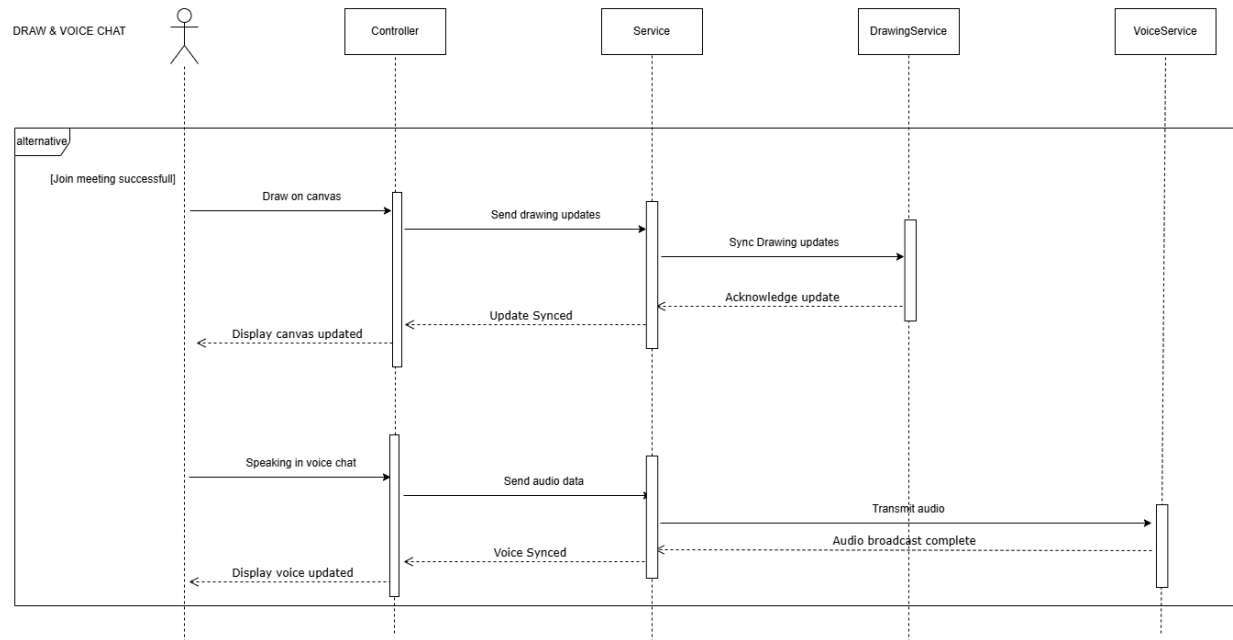 DRAW & VOICE CHAT
Controller
Service
DrawingService
VoiceService
alternative
[Join meeting successfull]
Draw on canvas
Send drawing updates
Sync Drawing updates
Acknowledge update
Update Synced
Display canvas updated
Speaking in voice chat
Send audio data
Transmit audio
Audio broadcast complete
Voice Synced
Display voice updated